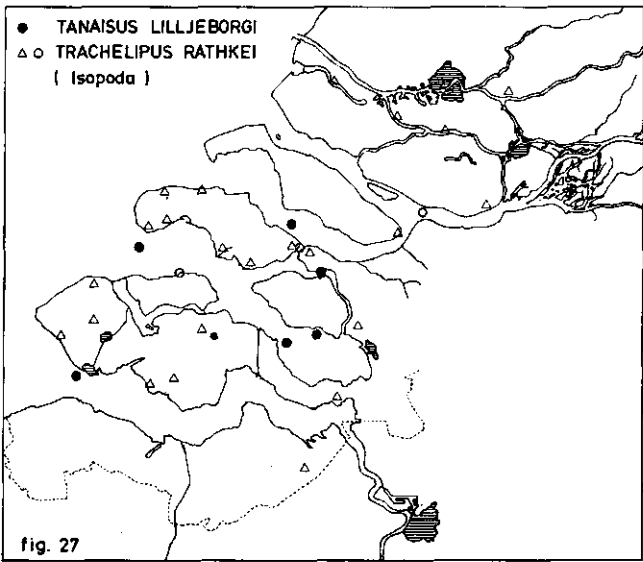 ● TANAISUS LILLJEBORGI
△ ○ TRACHELIPUS RATHKEI
( Isopoda )
fig. 27